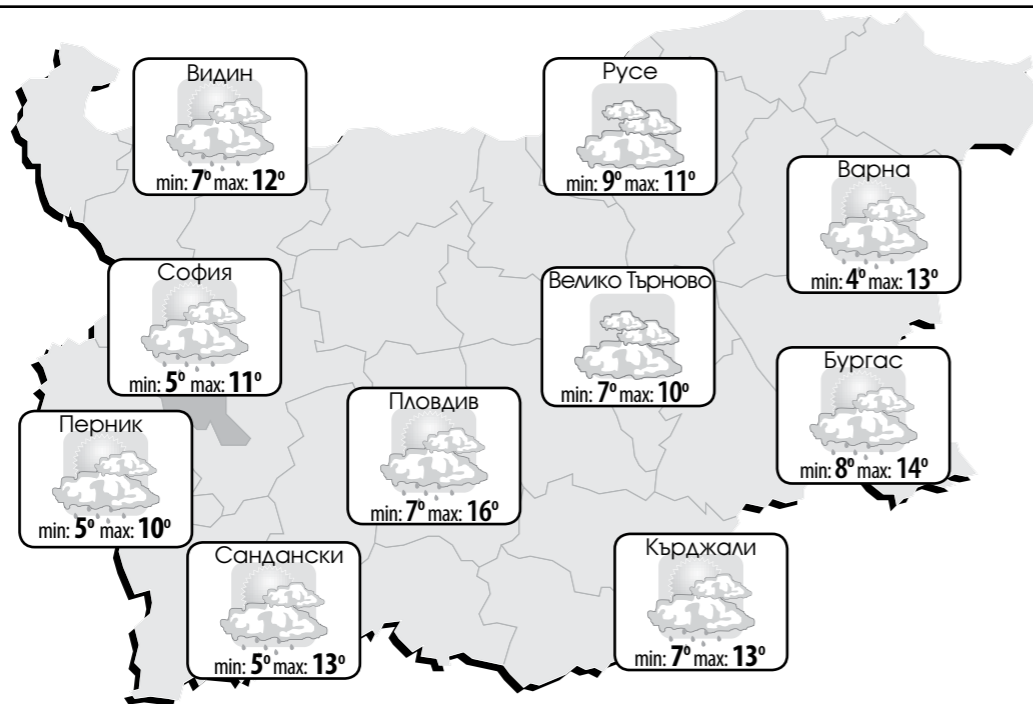 Видин
min: 7° max: 12°
Русе
min: 9° max: 11°
Варна
min: 4° max: 13°
София
min: 5° max: 11°
Велико Търново
min: 7° max: 10°
Бургас
min: 8° max: 14°
Пловдив
min: 7° max: 16°
Перник
min: 5° max: 10°
Сандански
min: 5° max: 13°
Кърджали
min: 7° max: 13°